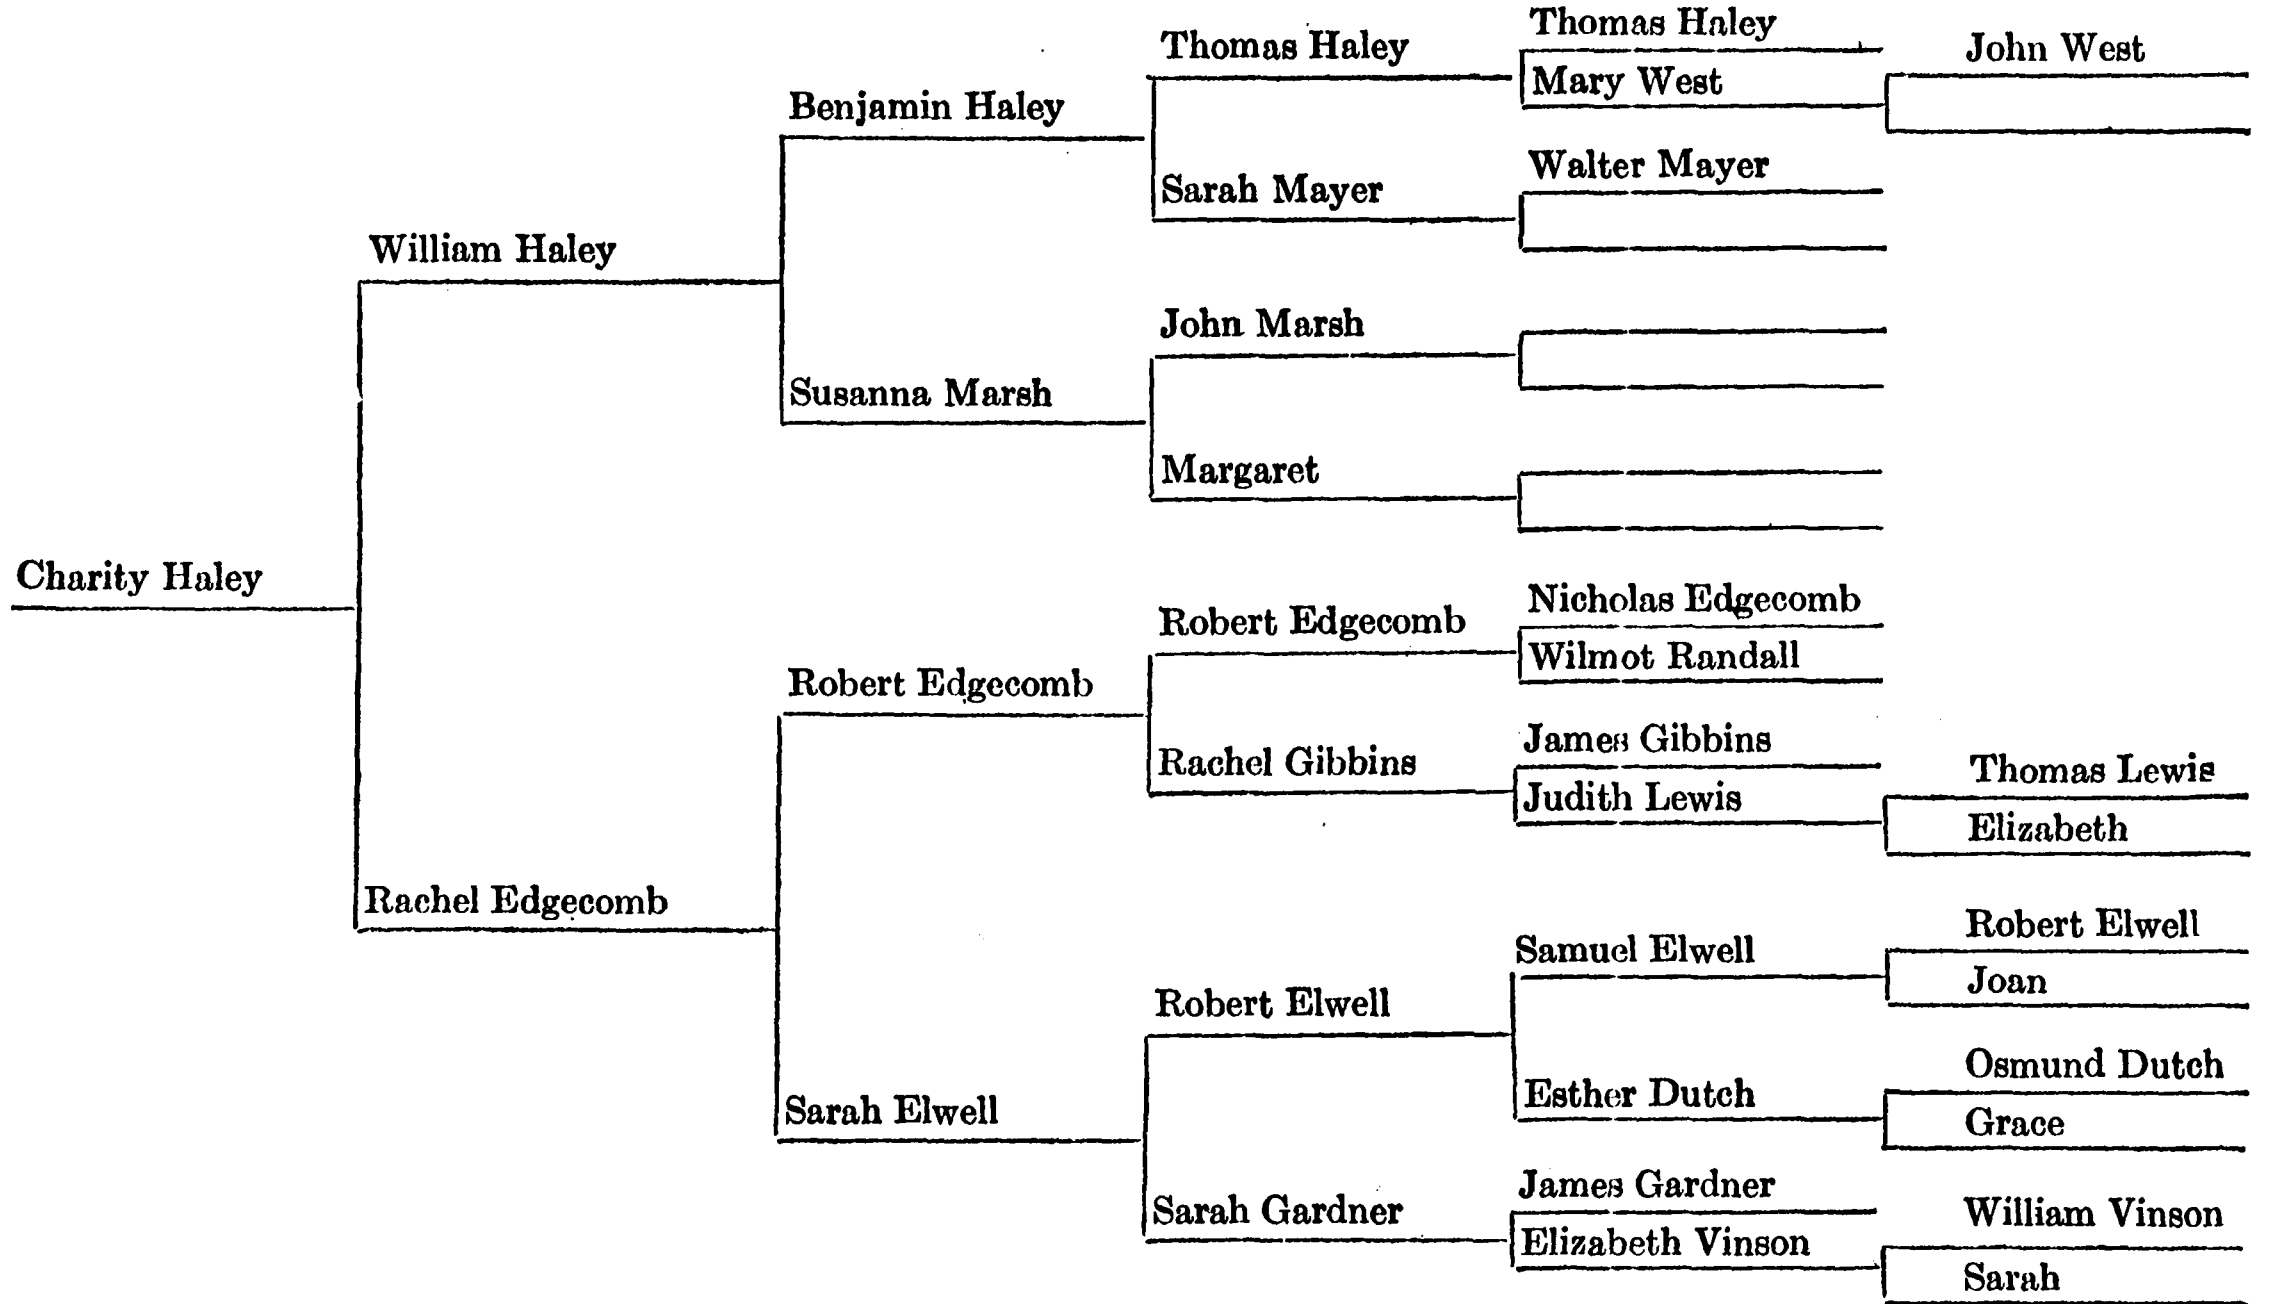 Thomas Haley
John West
Thomas Haley
Mary West
Benjamin Haley
Walter Mayer
Sarah Mayer
William Haley
John Marsh
Susanna Marsh
Margaret
Charity Haley
Nicholas Edgecomb
Robert Edgecomb
Wilmot Randall
Robert Edgecomb
James Gibbins
Rachel Gibbins
Thomas Lewis
Judith Lewis
Elizabeth
Rachel Edgecomb
Robert Elwell
Samuel Elwell
Joan
Robert Elwell
Osmund Dutch
Esther Dutch
Sarah Elwell
Grace
James Gardner
Sarah Gardner
William Vinson
Elizabeth Vinson
Sarah